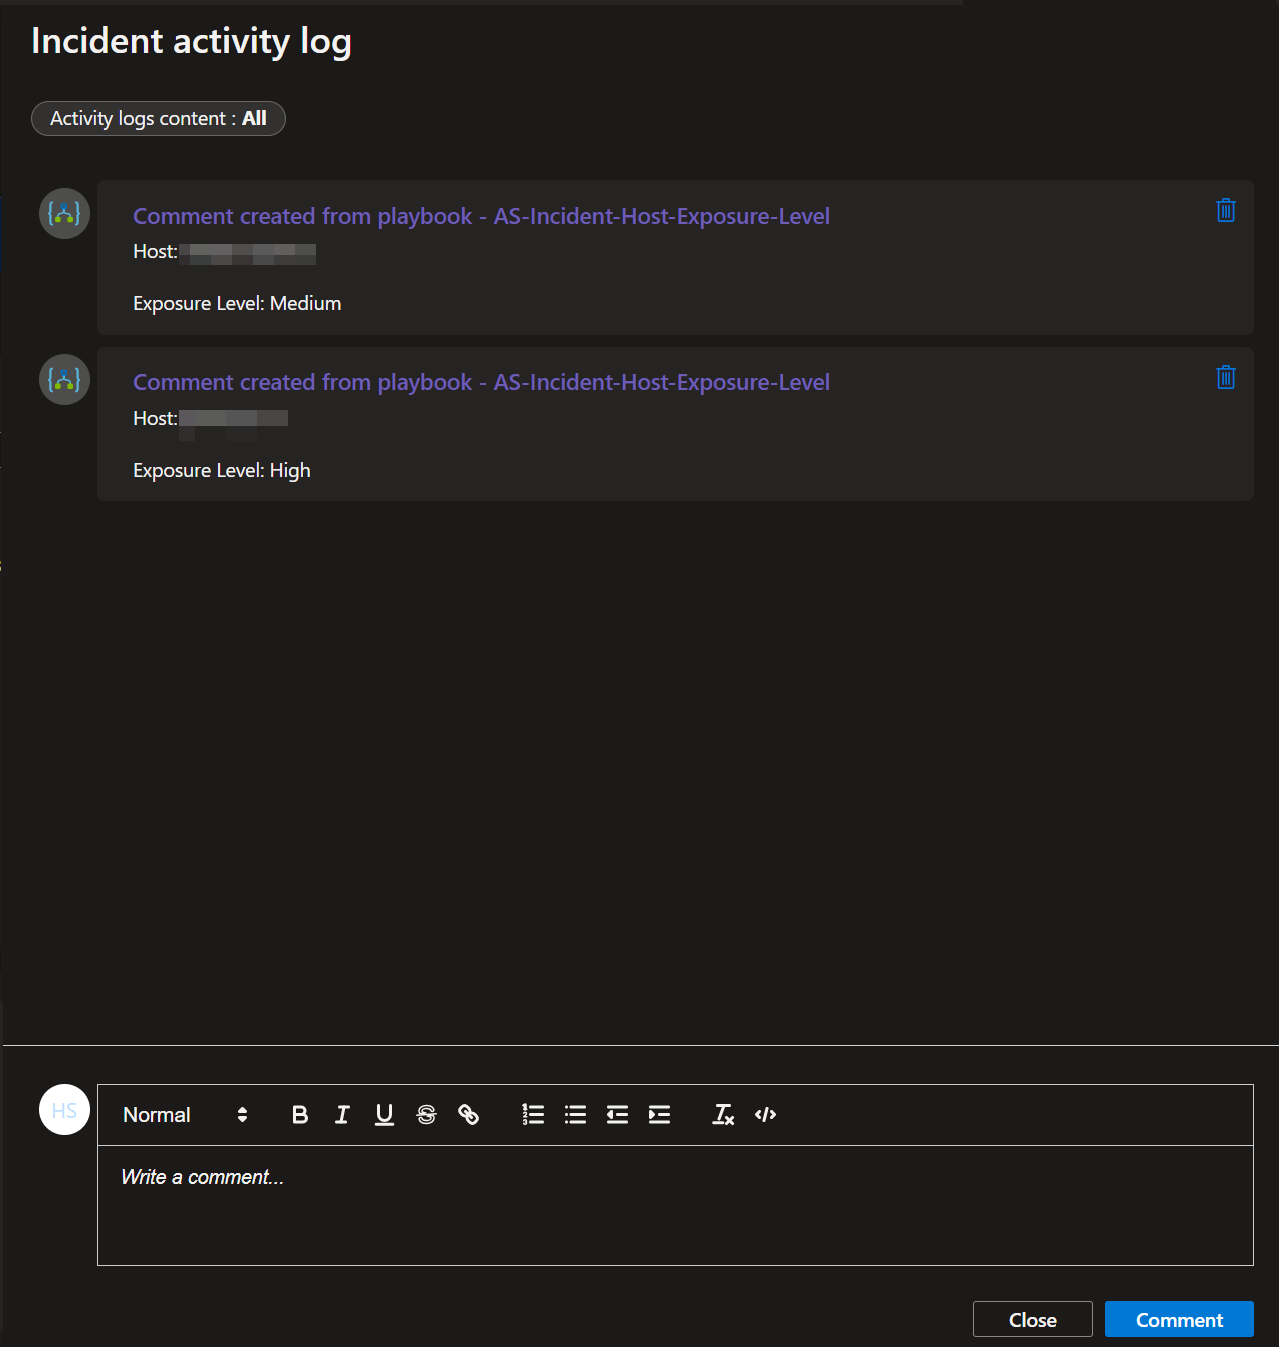 Incident activity log
Activity logs content : All
Comment created from playbook - AS-Incident-Host-Exposure-Level
Host:
Exposure Level: Medium
Comment created from playbook - AS-Incident-Host-Exposure-Level
Host:
Exposure Level: High
HS
Normal
Write a comment...
Close
Comment